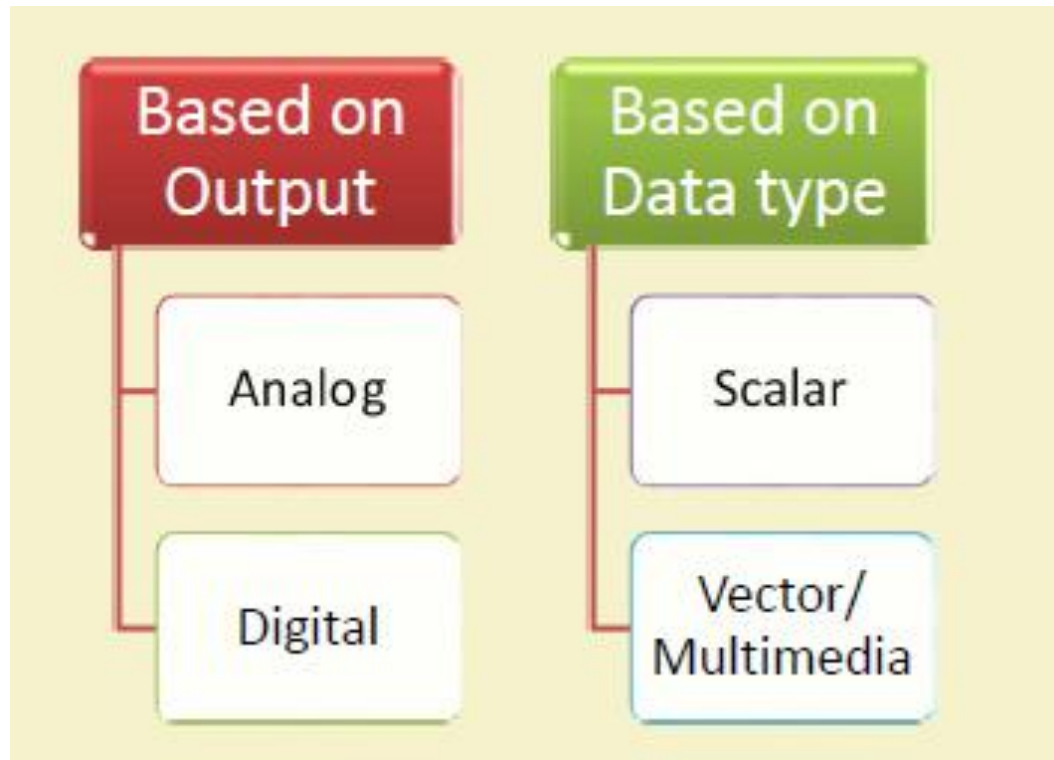 Based on
Output
Analog
Digital
Based on
Data type
Scalar
Vector/
Multimedia